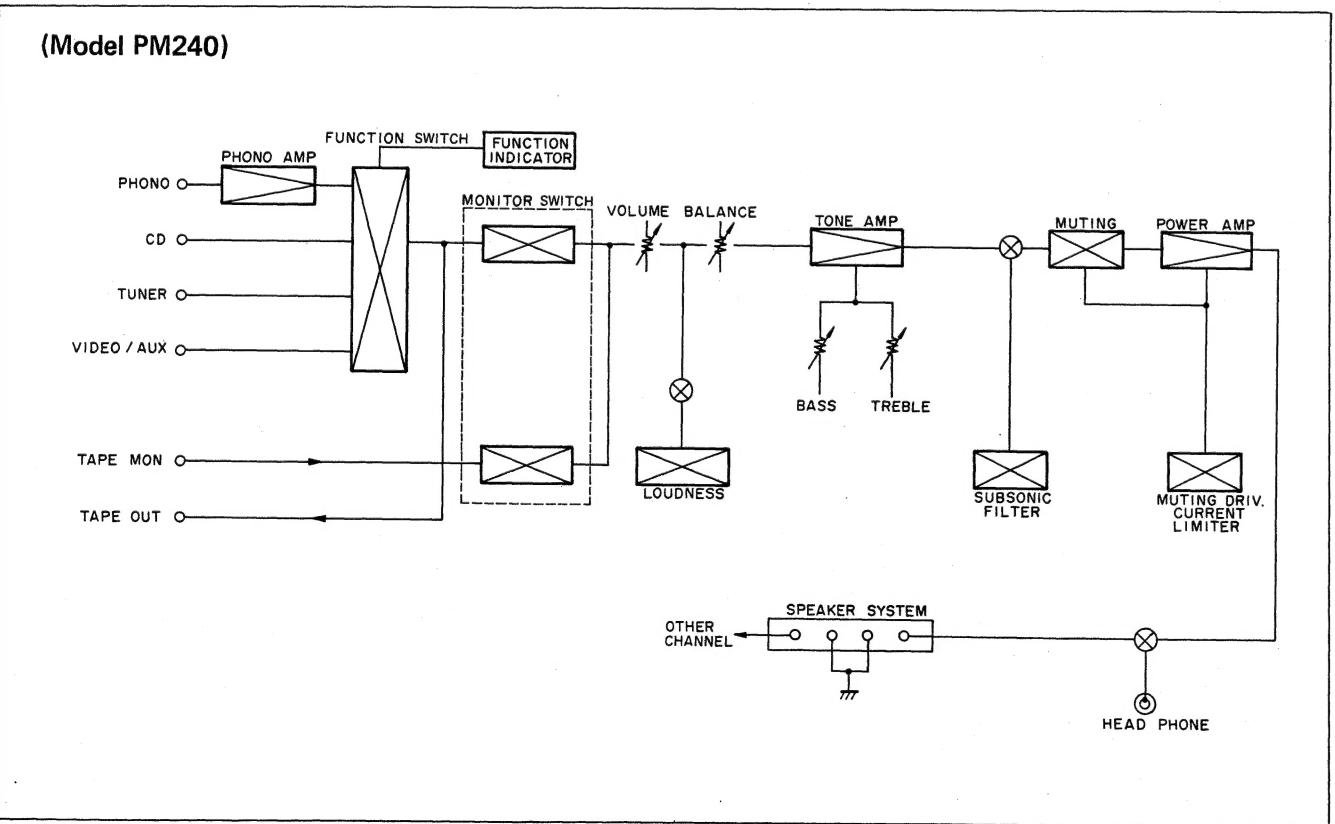 (Model PM240)
FUNCTION SWITCH
FUNCTION
INDICATOR
PHONO AMP
PHONO
CD
TUNER
VIDEO / AUX
MONITOR SWITCH
VOLUME
BALANCE
TONE AMP
MUTING
POWER AMP
BASS
TREBLE
TAPE MON
TAPE OUT
LOUDNESS
SUBSONIC
FILTER
MUTING DRIV.
CURRENT
LIMITER
SPEAKER SYSTEM
OTHER
CHANNEL
HEAD PHONE